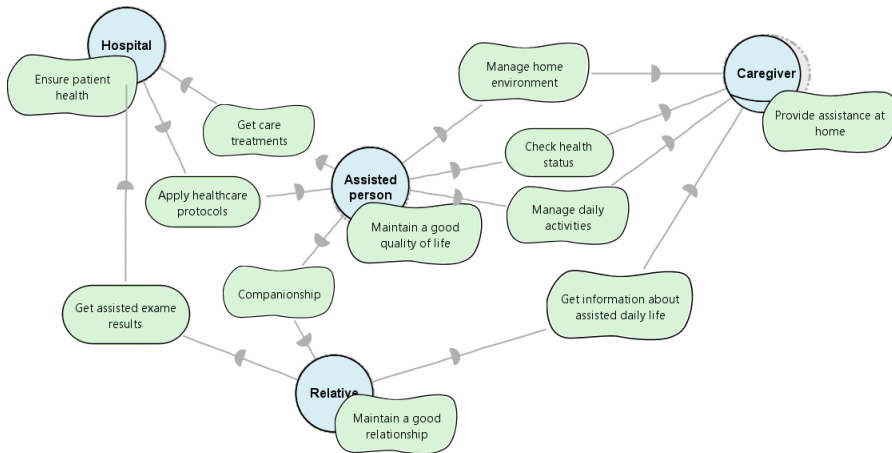 Hospital
Ensure patient
health
Get care
treatments
Apply healthcare
protocols
Assisted
person
Maintain a good
quality of life
Manage home
environment
Caregiver
Provide assistance at
home
Check health
status
Manage daily
activities
Companionship
Get assisted exame
results
Get information about
assisted daily life
Relative
Maintain a good
relationship